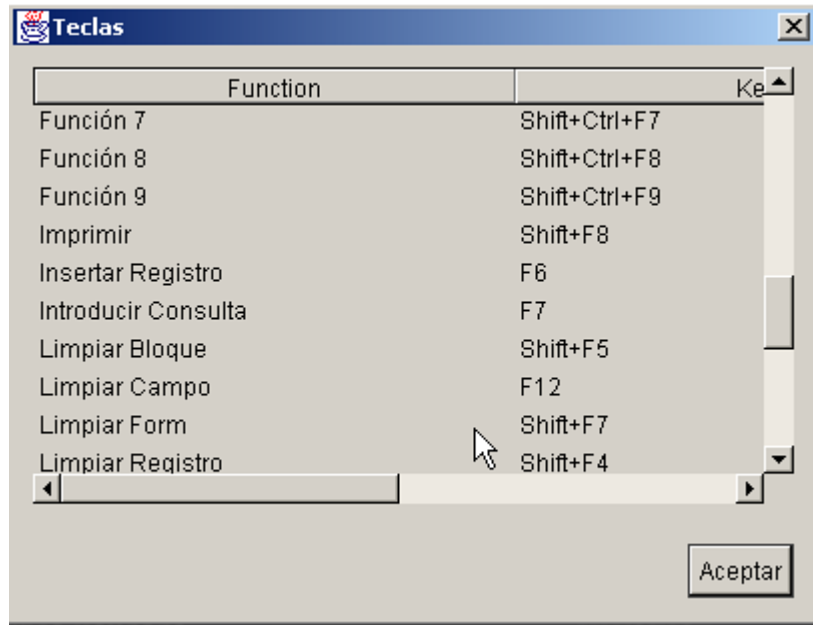 Teclas
Function Ke
Función 7 Shift+Ctrl+F7
Función 8 Shift+Ctrl+F8
Función 9 Shift+Ctrl+F9
Imprimir Shift+F8
Insertar Registro F6
Introducir Consulta F7
Limpiar Bloque Shift+F5
Limpiar Campo F12
Limpiar Form Shift+F7
Limpiar Registro Shift+F4
Aceptar